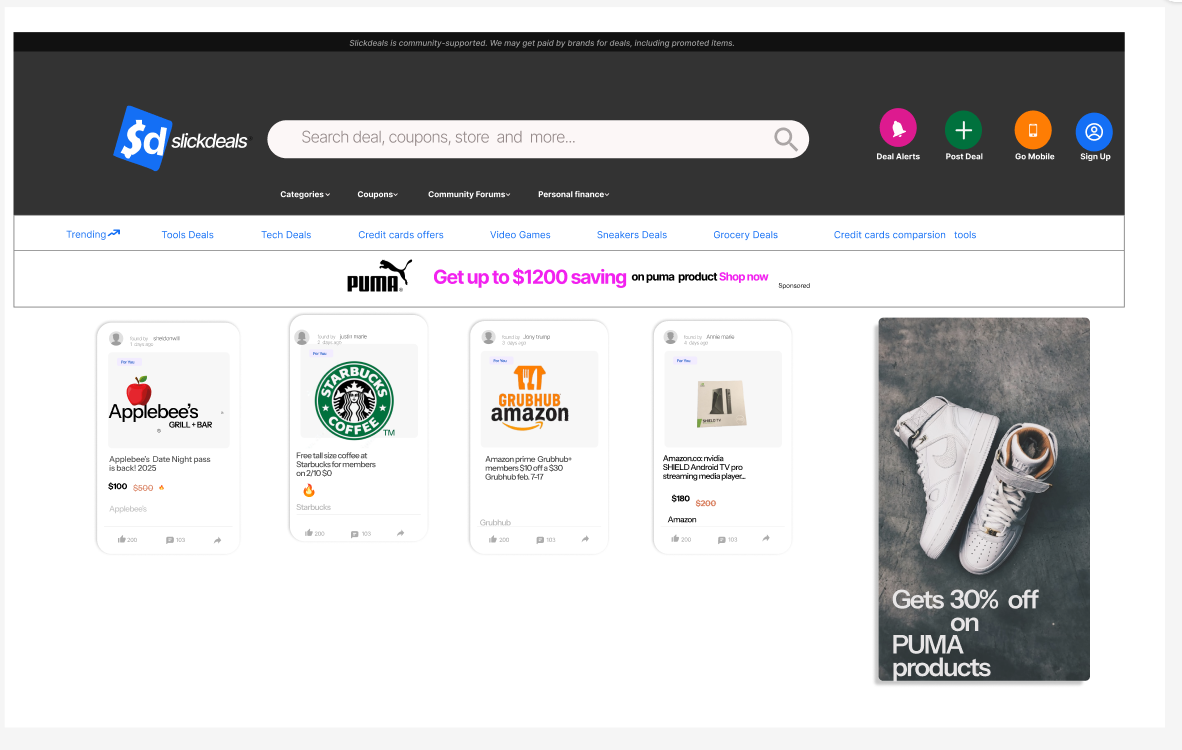 Slickdeals is community-supported. We may get paid by brands for deals, including promoted items.
$d slickdeals
Search deal, coupons, store and more...
Deal Alerts
Post Deal
Go Mobile
Sign Up
Categories
Coupons
Community Forums
Personal finance
Trending
Tools Deals
Tech Deals
Credit cards offers
Video Games
Sneakers Deals
Grocery Deals
Credit cards comparsion tools
PUMA
Get up to $1200 saving on puma product Shop now
Sponsored
found by sheldonwill
1 days ago
For You
Applebee's
GRILL + BAR
Applebee's Date Night pass
is back! 2025
$100 $500
Applebee's
200
103
found by justin marie
2 days ago
For You
STARBUCKS
COFFEE
TM
Free tall size coffee at
Starbucks for members
on 2/10 $0
Starbucks
200
103
found by Jony trump
3 days ago
For You
GRUBHUB
amazon
Amazon prime Grubhub+
members $10 off a $30
Grubhub feb. 7-17
Grubhub
200
103
found by Annie marie
4 days ago
For You
SHIELD TV
Amazon.co: nvidia
SHIELD Android TV pro
streaming media player...
$180
$200
Amazon
200
103
Gets 30% off
on
PUMA
products